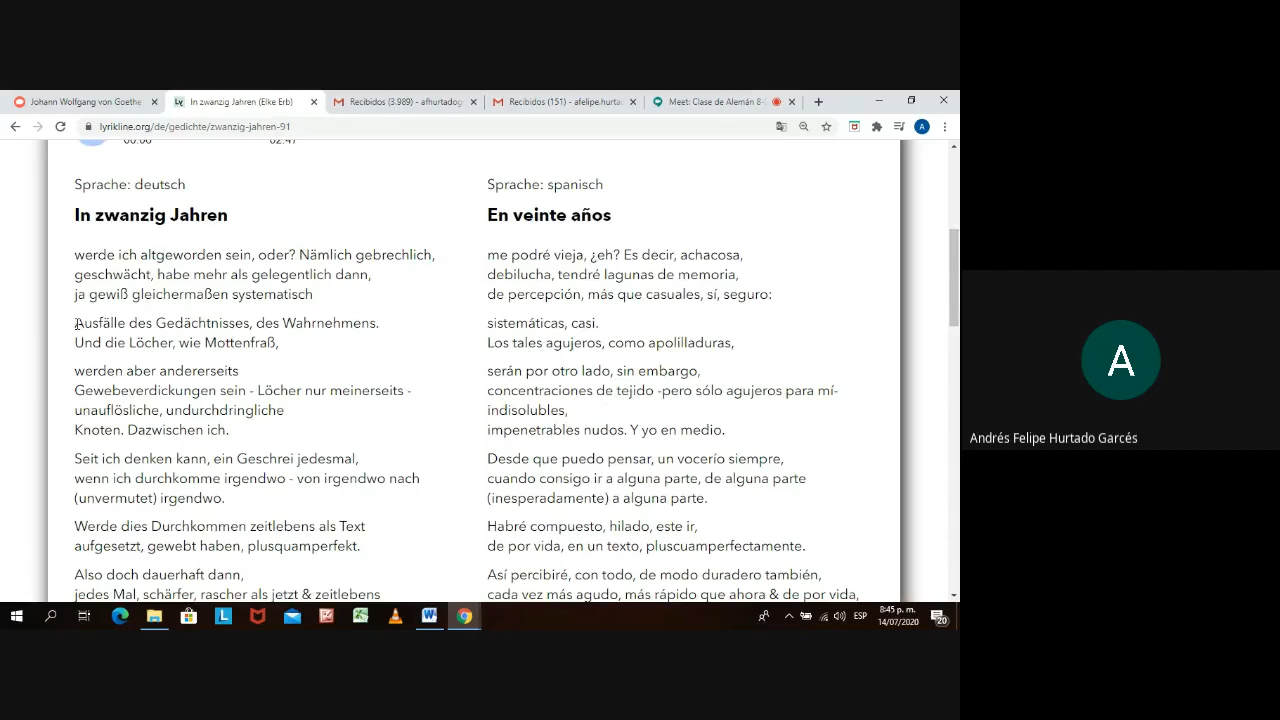 Johann Wolfgang von Goethe
In zwanzig Jahren (Elke Erb)
Recibidos (3.989) - afhurtadog
Recibidos (151) - afelipe.hurta
Meet: Clase de Alemán 8-
lyrikline.org/de/gedichte/zwanzig-jahren-91
A
00:00
02:47
Sprache: deutsch
In zwanzig Jahren
werde ich altgeworden sein, oder? Nämlich gebrechlich,
geschwächt, habe mehr als gelegentlich dann,
ja gewiß gleichermaßen systematisch
Ausfälle des Gedächtnisses, des Wahrnehmens.
Und die Löcher, wie Mottenfraß,
werden aber andererseits
Gewebeverdickungen sein - Löcher nur meinerseits -
unauflösliche, undurchdringliche
Knoten. Dazwischen ich.
Seit ich denken kann, ein Geschrei jedesmal,
wenn ich durchkomme irgendwo - von irgendwo nach
(unvermutet) irgendwo.
Werde dies Durchkommen zeitlebens als Text
aufgesetzt, gewebt haben, plusquamperfekt.
Also doch dauerhaft dann,
jedes Mal, schärfer, rascher als jetzt & zeitlebens
Sprache: spanisch
En veinte años
me podré vieja, ¿eh? Es decir, achacosa,
debilucha, tendré lagunas de memoria,
de percepción, más que casuales, sí, seguro:
sistemáticas, casi.
Los tales agujeros, como apolilladuras,
serán por otro lado, sin embargo,
concentraciones de tejido -pero sólo agujeros para mí-
indisolubles,
impenetrables nudos. Y yo en medio.
Desde que puedo pensar, un vocerío siempre,
cuando consigo ir a alguna parte, de alguna parte
(inesperadamente) a alguna parte.
Habré compuesto, hilado, este ir,
de por vida, en un texto, pluscuamperfectamente.
Así percibiré, con todo, de modo duradero también,
cada vez más agudo, más rápido que ahora & de por vida,
A
Andrés Felipe Hurtado Garcés
L
W
ESP
8:45 p. m.
14/07/2020
20